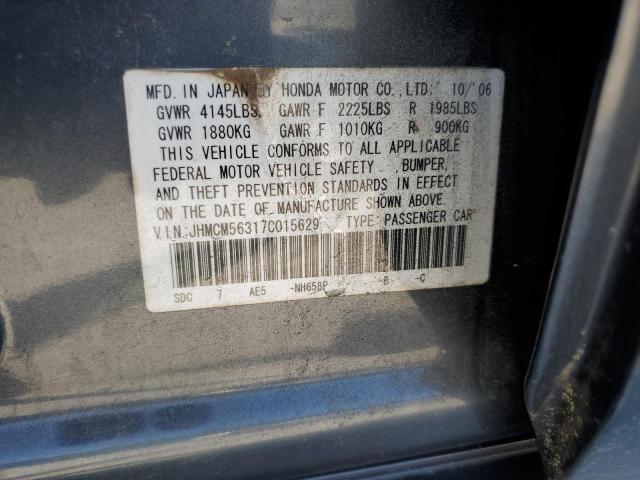 MFD. IN JAPAN BY HONDA MOTOR CO.,LTD. 10/'06
GVWR 4145LBS GAWR F 2225LBS R 1985LBS
GVWR 1880KG GAWR F 1010KG R 900KG
THIS VEHICLE CONFORMS TO ALL APPLICABLE
FEDERAL MOTOR VEHICLE SAFETY , BUMPER,
AND THEFT PREVENTION STANDARDS IN EFFECT
ON THE DATE OF MANUFACTURE SHOWN ABOVE.
V.I.N.:JHMCM56317C015629 TYPE: PASSENGER CAR
SDC 7 AE5 -NH658P -R -C